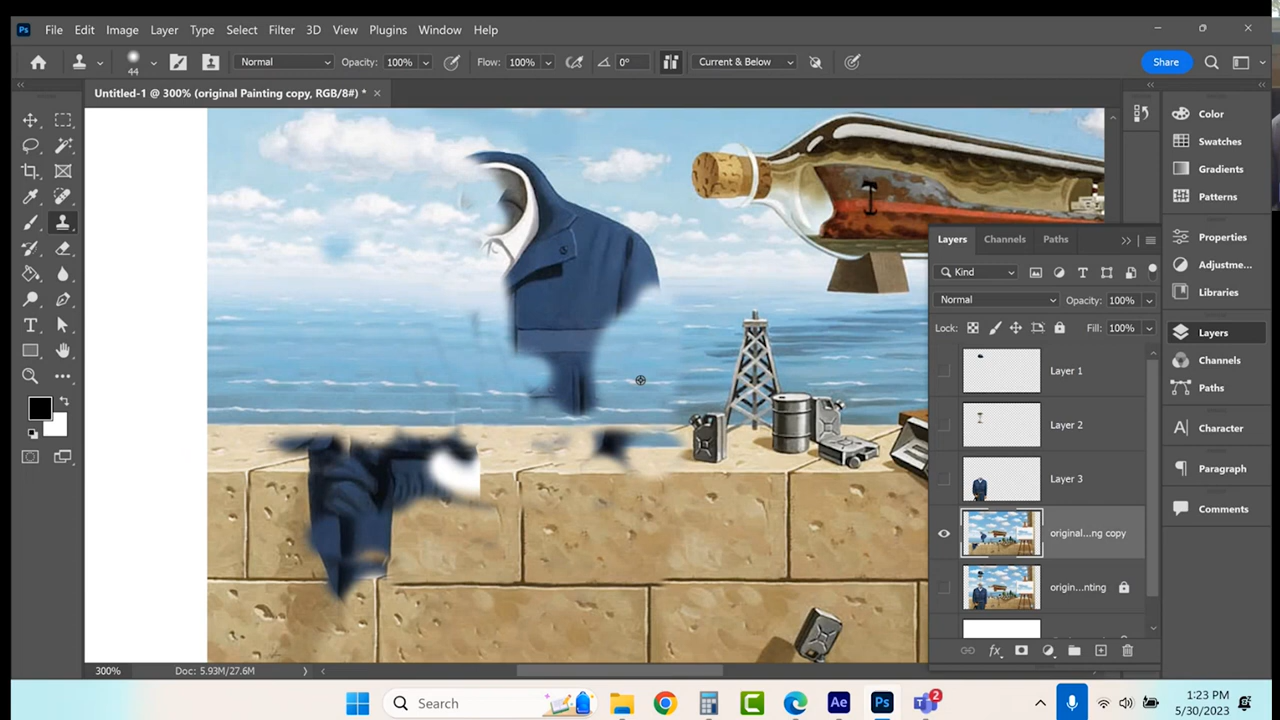 Ps File Edit Image Layer Type Select Filter 3D View Plugins Window Help
44 Normal Opacity: 100% Flow: 100% 0° Current & Below Share
Untitled-1 @ 300% (original Painting copy, RGB/8#) *
Color
Swatches
Gradients
Patterns
Properties
Adjustme...
Libraries
Layers
Channels
Paths
Character
Paragraph
Comments
Layers Channels Paths
Kind
Normal Opacity: 100%
Lock: Fill: 100%
Layer 1
Layer 2
Layer 3
original...ng copy
origin...nting
300% Doc: 5.93M/27.6M
Search Ae Ps 2
1:23 PM
5/30/2023